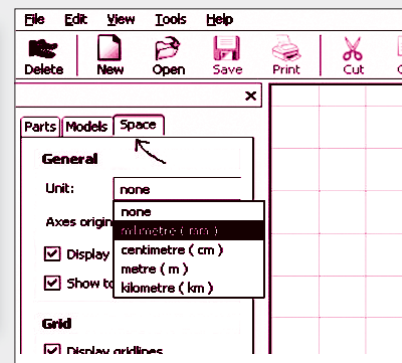 File Edit View Tools Help
Delete New Open Save Print Cut
Parts Models Space
General
Unit: none
none
Axes origin
milimetre ( mm )
centimetre ( cm )
Display
metre ( m )
Show to
kilometre ( km )
Grid
Display gridlines